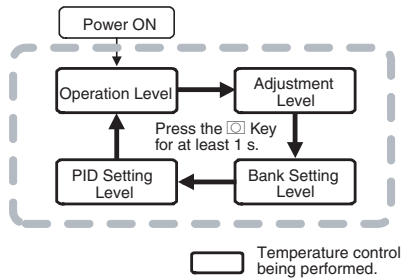 Power ON
Operation Level
Adjustment
Level
Press the Key
for at least 1 s.
PID Setting
Level
Bank Setting
Level
Temperature control
being performed.